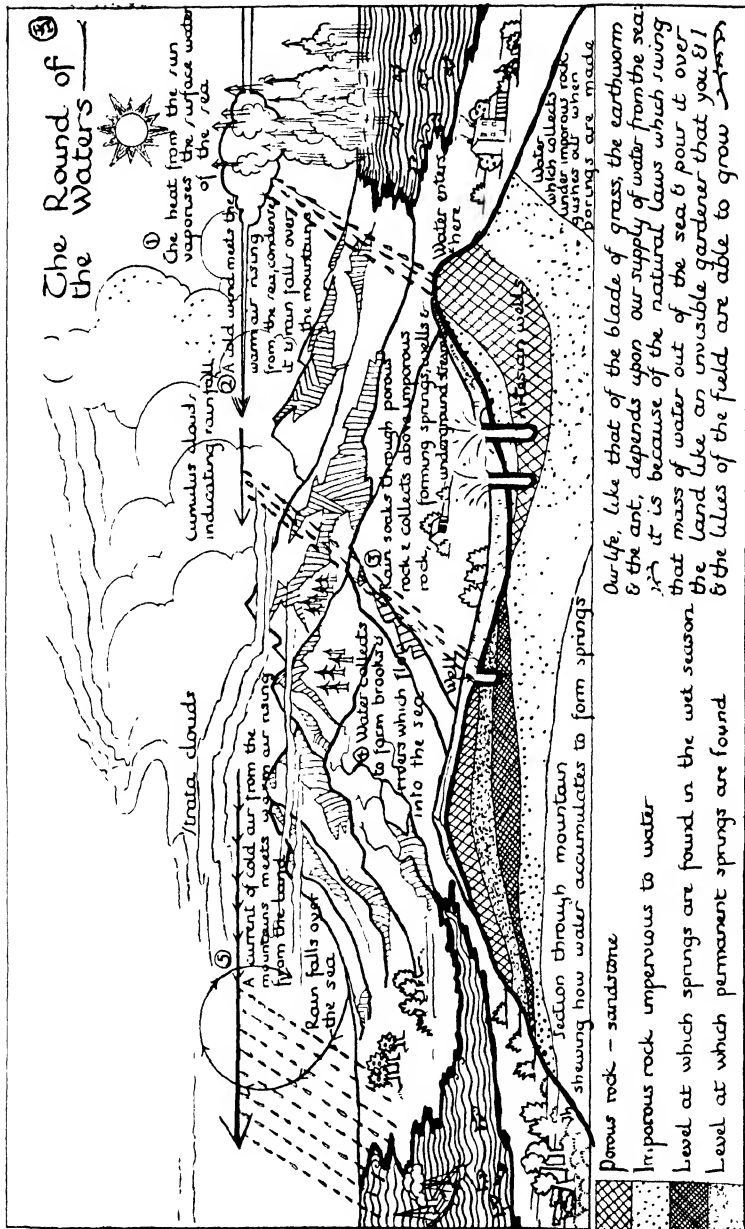 The Round of
the Waters
33
①
The heat from the sun
vaporises the surface water
of the sea
② A cold wind meets the
warm air rising
from the sea, condenses
it & rain falls over
the mountains
Cumulus clouds,
indicating rainfall
Strata clouds
⑤
A current of cold air from the
mountains meets warm air rising
from the land
Rain falls over
the sea
③
Rain soaks through porous
rock & collects above imporous
rock, forming springs, wells &
underground streams
④ Water collects
to form brooks &
rivers which flow
into the sea
Water enters
here
Well
Artesian wells
Water
which collects
under imporous rock
gushes out when
borings are made
Section through mountain
shewing how water accumulates to form springs
Porous rock – sandstone
Imporous rock impervious to water
Level at which springs are found in the wet season
Level at which permanent springs are found
Our life, like that of the blade of grass, the earthworm
& the ant, depends upon our supply of water from the sea:
it is because of the natural laws which swing
that mass of water out of the sea & pour it over
the land like an invisible gardener that you & I
& the lilies of the field are able to grow